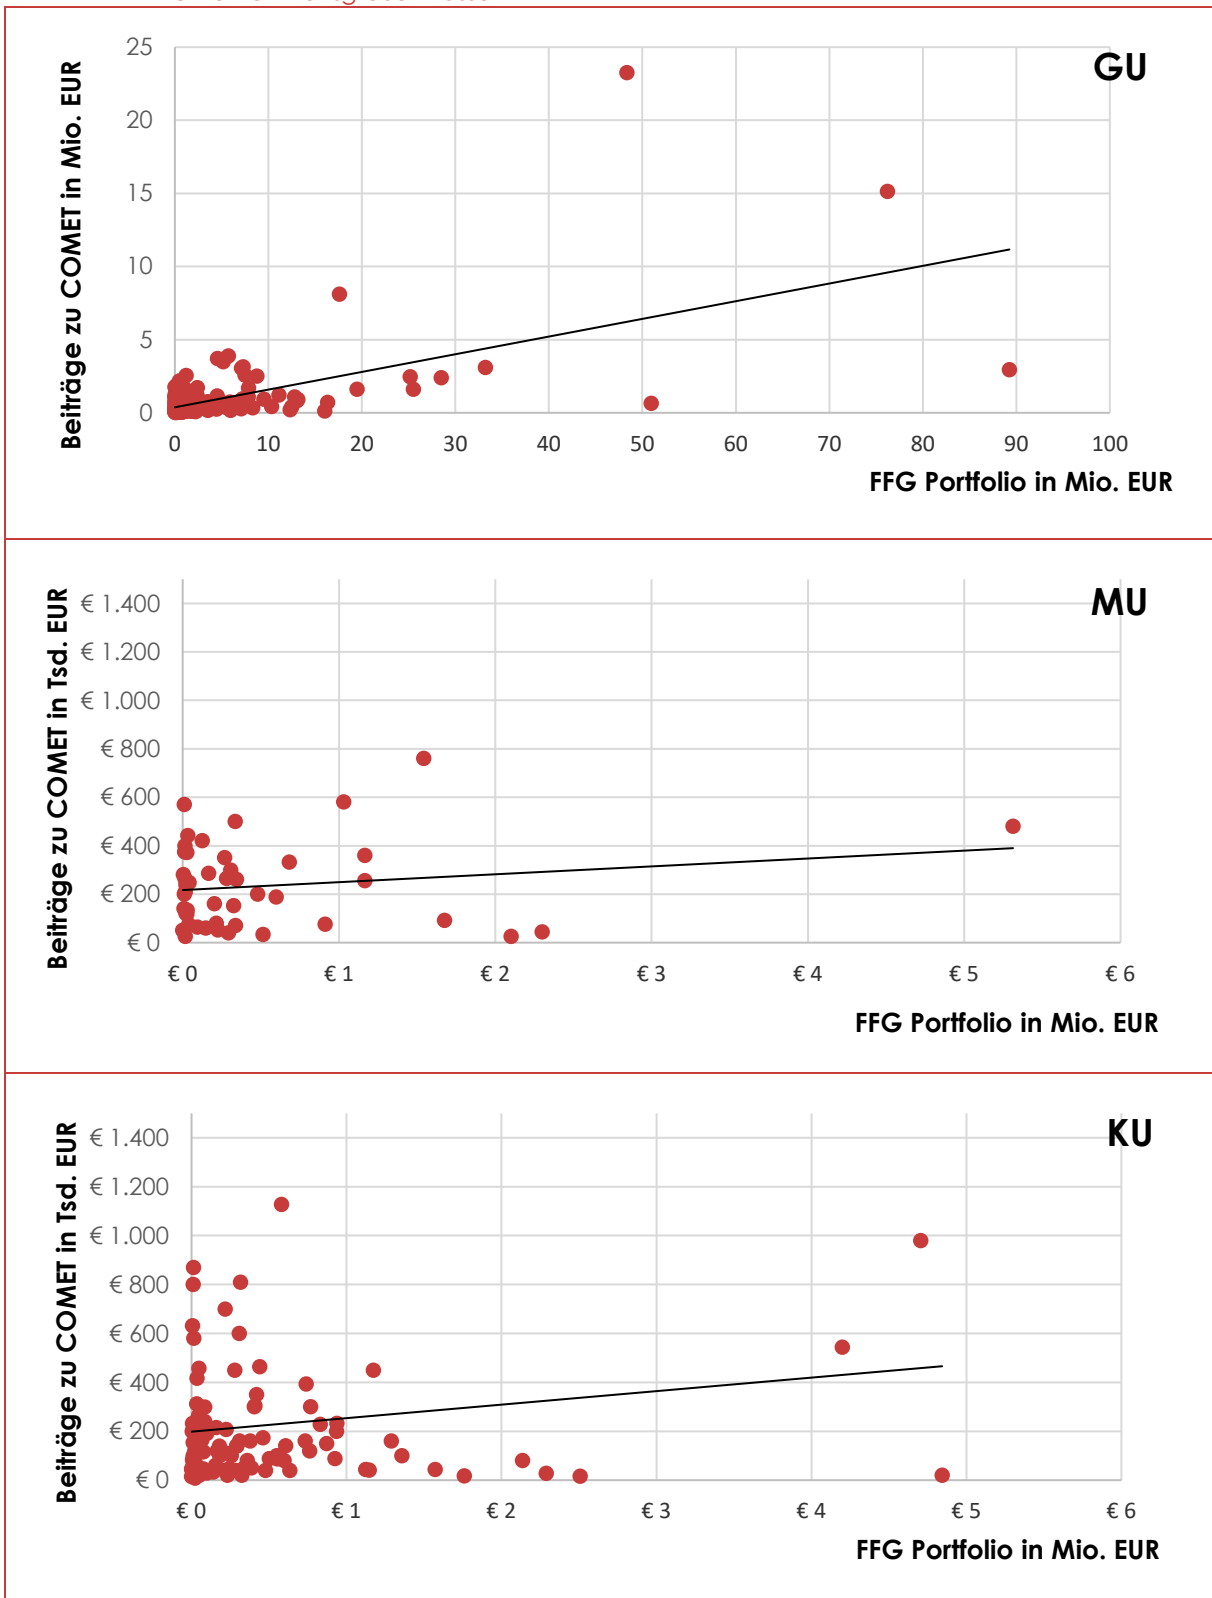 GU
Beiträge zu COMET in Mio. EUR
25
20
15
10
5
0
0 10 20 30 40 50 60 70 80 90 100
FFG Portfolio in Mio. EUR
MU
Beiträge zu COMET in Tsd. EUR
€ 1.400
€ 1.200
€ 1.000
€ 800
€ 600
€ 400
€ 200
€ 0
€ 0 € 1 € 2 € 3 € 4 € 5 € 6
FFG Portfolio in Mio. EUR
KU
Beiträge zu COMET in Tsd. EUR
€ 1.400
€ 1.200
€ 1.000
€ 800
€ 600
€ 400
€ 200
€ 0
€ 0 € 1 € 2 € 3 € 4 € 5 € 6
FFG Portfolio in Mio. EUR